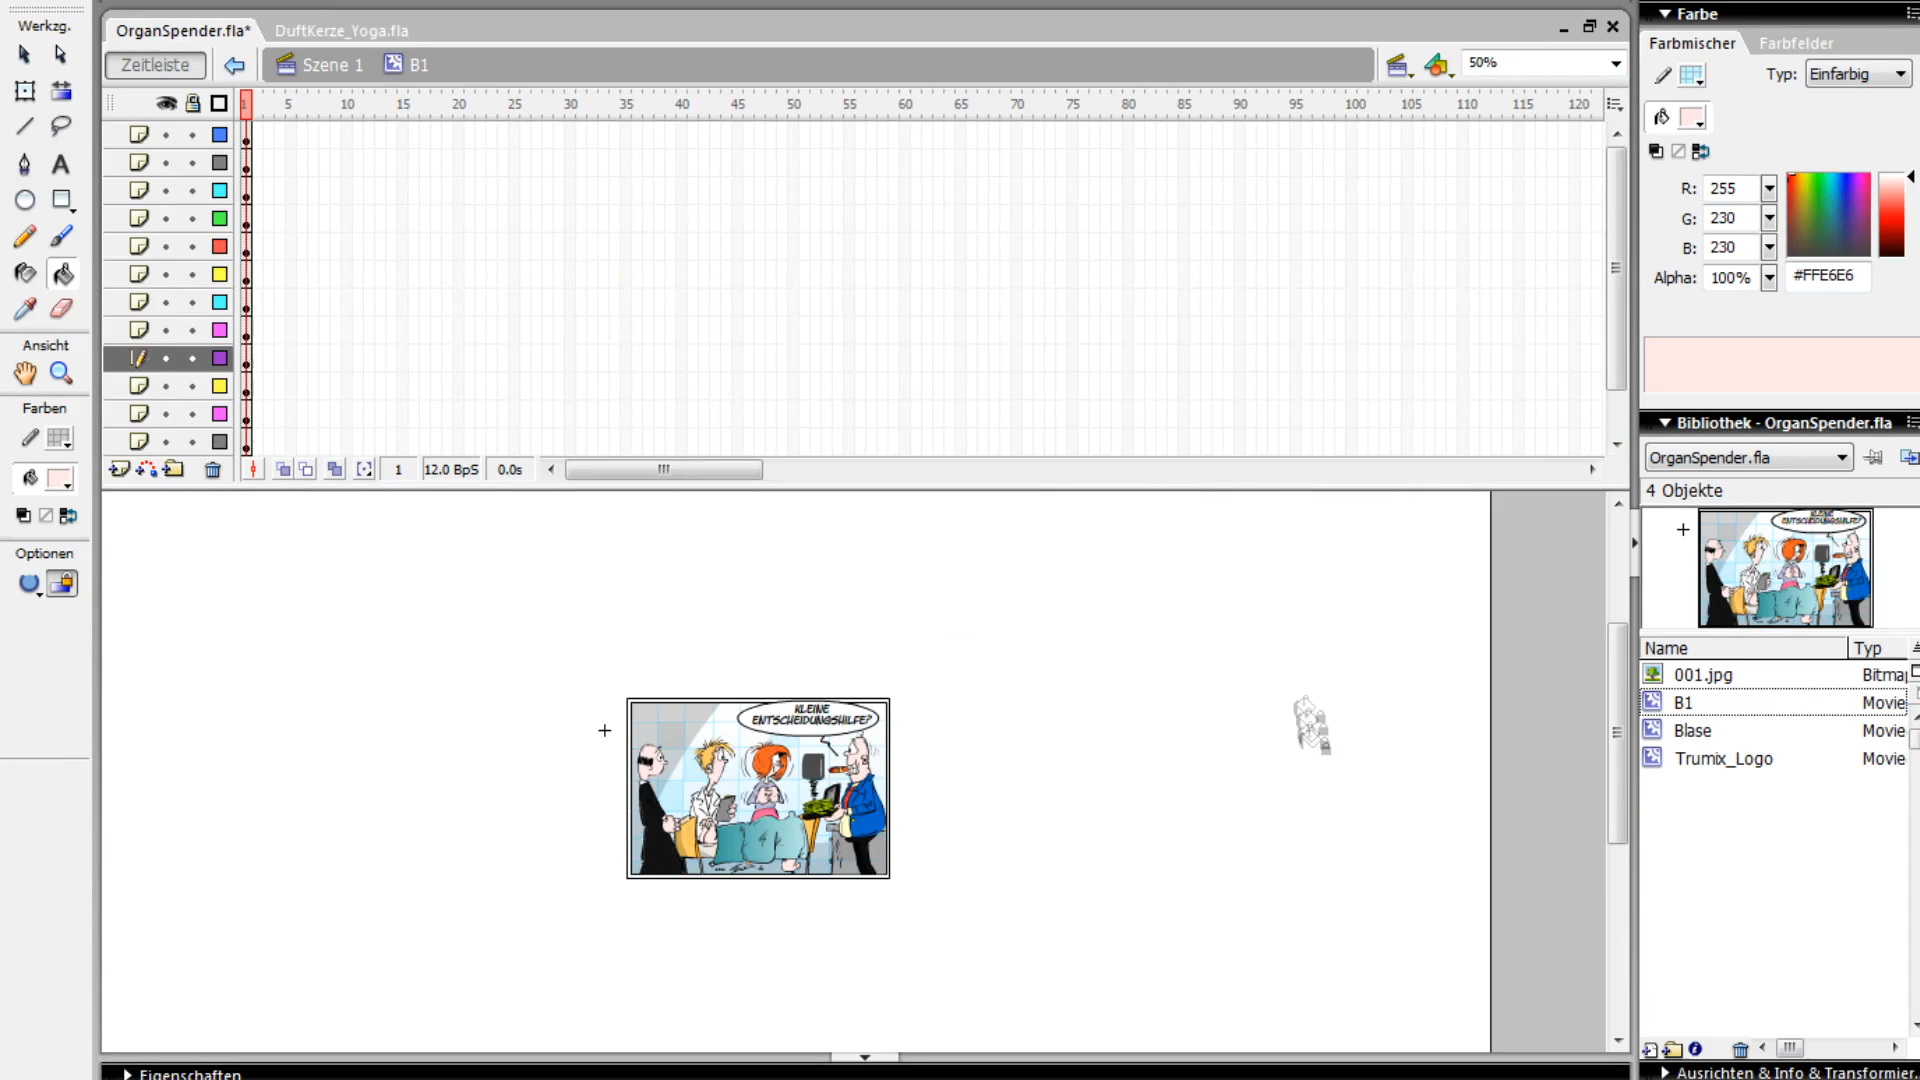 Werkzg.
OrganSpender.fla*
DuftKerze_Yoga.fla
Zeitleiste
Szene 1
B1
50%
1 5 10 15 20 25 30 35 40 45 50 55 60 65 70 75 80 85 90 95 100 105 110 115 120
Ansicht
Farben
Optionen
1
12.0 BpS
0.0s
KLEINE
ENTSCHEIDUNGSHILFE?
Eigenschaften
Farbe
Farbmischer
Farbfelder
Typ:
Einfarbig
R:
255
G:
230
B:
230
Alpha:
100%
#FFE6E6
Bibliothek - OrganSpender.fla
OrganSpender.fla
4 Objekte
KLEINE
ENTSCHEIDUNGSHILFE?
Name
Typ
001.jpg
Bitma
B1
Movie
Blase
Movie
Trumix_Logo
Movie
Ausrichten & Info & Transformier...